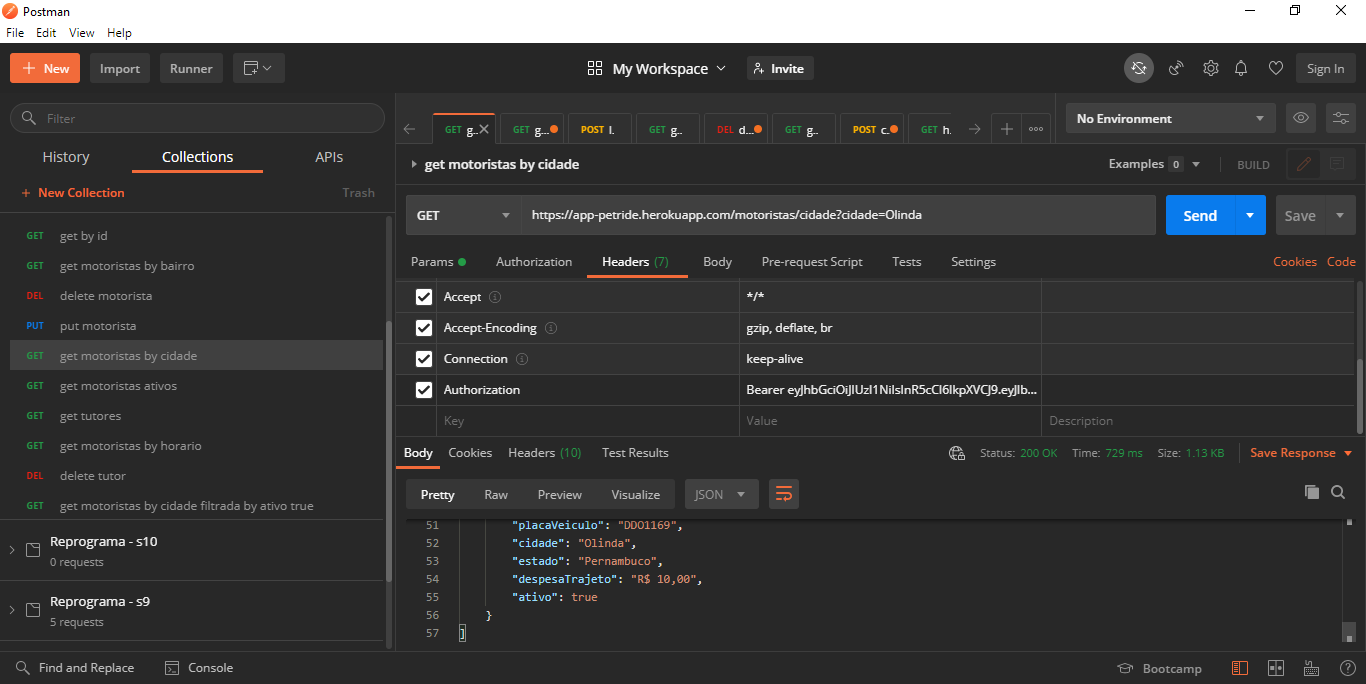 Postman
File Edit View Help
New Import Runner My Workspace Invite Sign In
Filter
History Collections APIs
New Collection Trash
GET get by id
GET get motoristas by bairro
DEL delete motorista
PUT put motorista
GET get motoristas by cidade
GET get motoristas ativos
GET get tutores
GET get motoristas by horario
DEL delete tutor
GET get motoristas by cidade filtrada by ativo true
Reprograma - s10
0 requests
Reprograma - s9
5 requests
GET g.. GET g... POST l. GET g.. DEL d... GET g.. POST c.. GET h.
No Environment
get motoristas by cidade Examples 0 BUILD
GET https://app-petride.herokuapp.com/motoristas/cidade?cidade=Olinda Send Save
Params Authorization Headers (7) Body Pre-request Script Tests Settings Cookies Code
Accept */*
Accept-Encoding gzip, deflate, br
Connection keep-alive
Authorization Bearer eyJhbGciOiJIUzI1NiIsInR5cCI6IkpXVCJ9.eyJlb...
Key Value Description
Body Cookies Headers (10) Test Results Status: 200 OK Time: 729 ms Size: 1.13 KB Save Response
Pretty Raw Preview Visualize JSON
51 "placaVeiculo": "DDO1169",
52 "cidade": "Olinda",
53 "estado": "Pernambuco",
54 "despesaTrajeto": "R$ 10,00",
55 "ativo": true
56 }
57 ]
Find and Replace Console Bootcamp